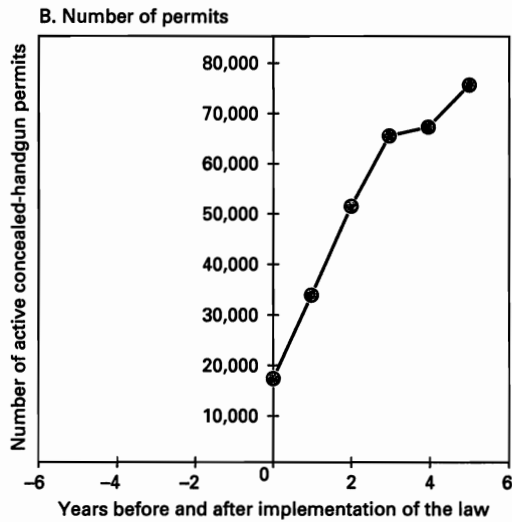 B. Number of permits
Number of active concealed-handgun permits
80,000
70,000
60,000
50,000
40,000
30,000
20,000
10,000
0
–6 –4 –2 2 4 6
Years before and after implementation of the law